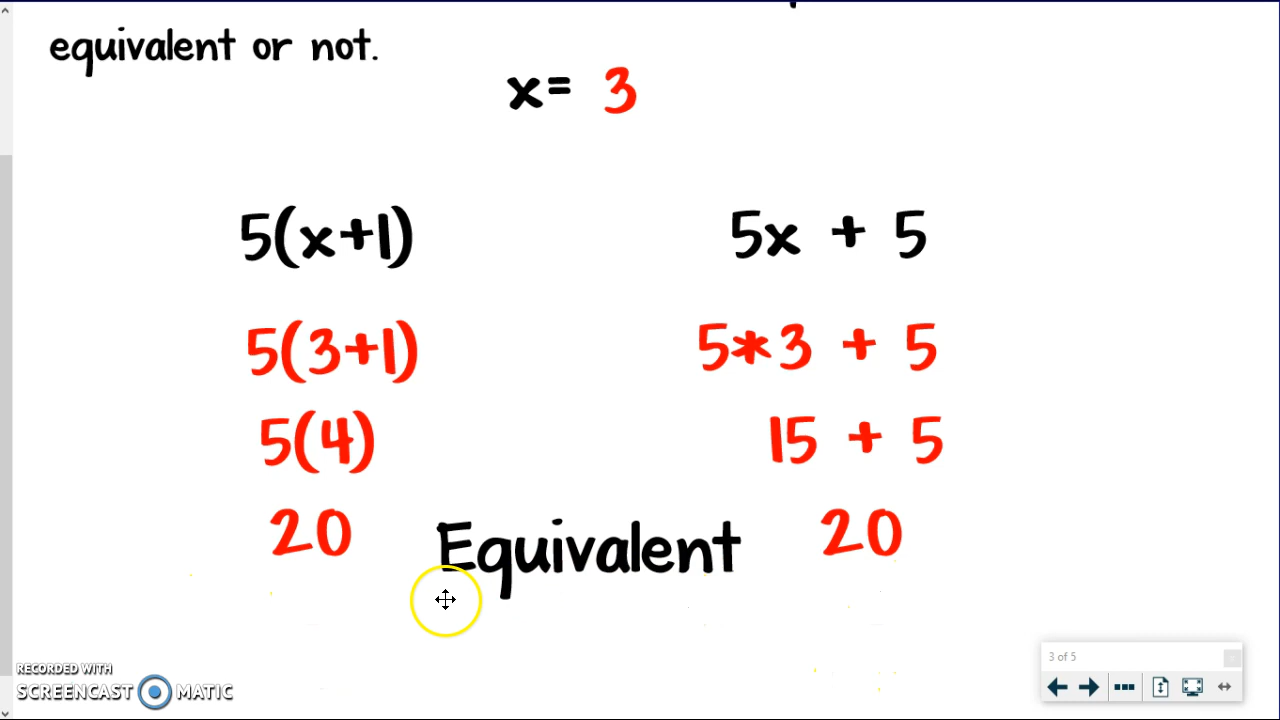 equivalent or not.
x= 3
5(x+1) 5x + 5
5(3+1) 5*3 + 5
5(4) 15 + 5
20 Equivalent 20
3 of 5
RECORDED WITH
SCREENCAST MATIC